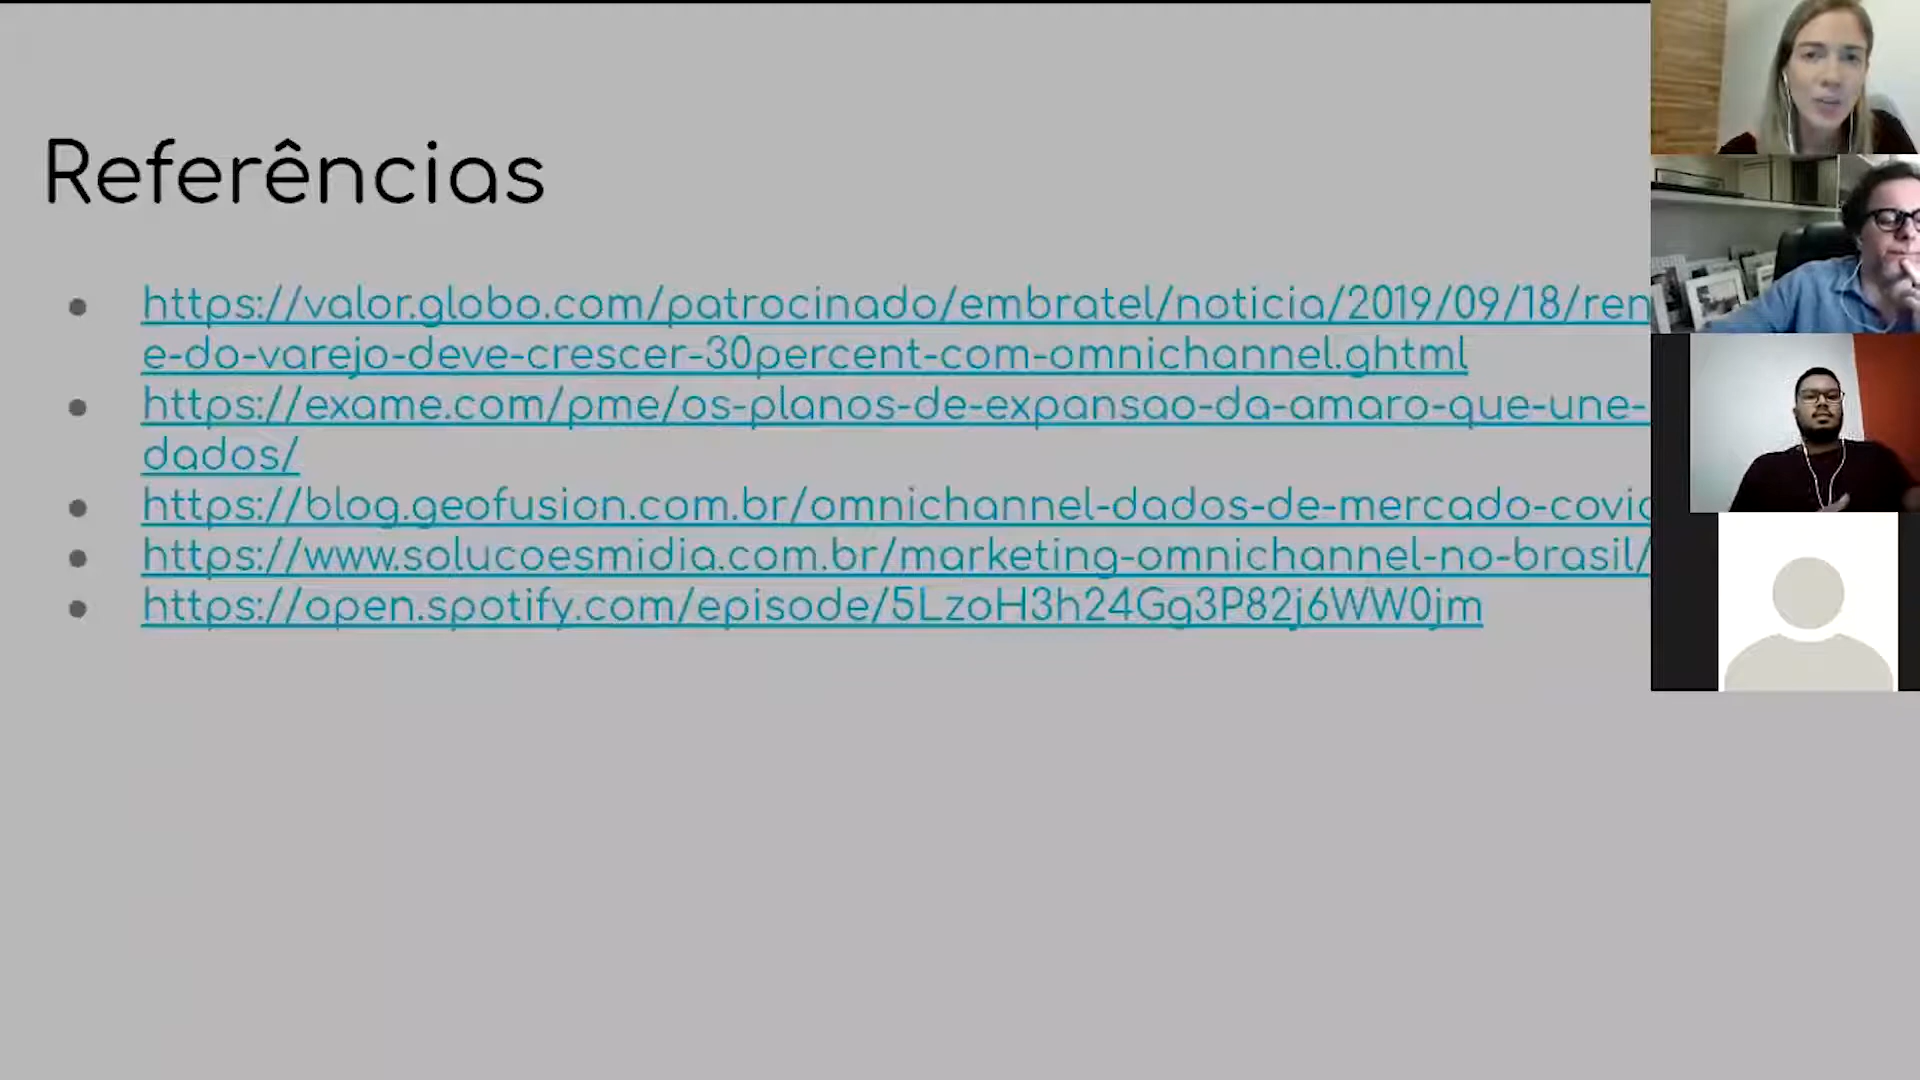 Referências
https://valor.globo.com/patrocinado/embratel/noticia/2019/09/18/ren
e-do-varejo-deve-crescer-30percent-com-omnichannel.ghtml
https://exame.com/pme/os-planos-de-expansao-da-amaro-que-une-
dados/
https://blog.geofusion.com.br/omnichannel-dados-de-mercado-covid
https://www.solucoesmidia.com.br/marketing-omnichannel-no-brasil/
https://open.spotify.com/episode/5LzoH3h24Gg3P82j6WW0jm